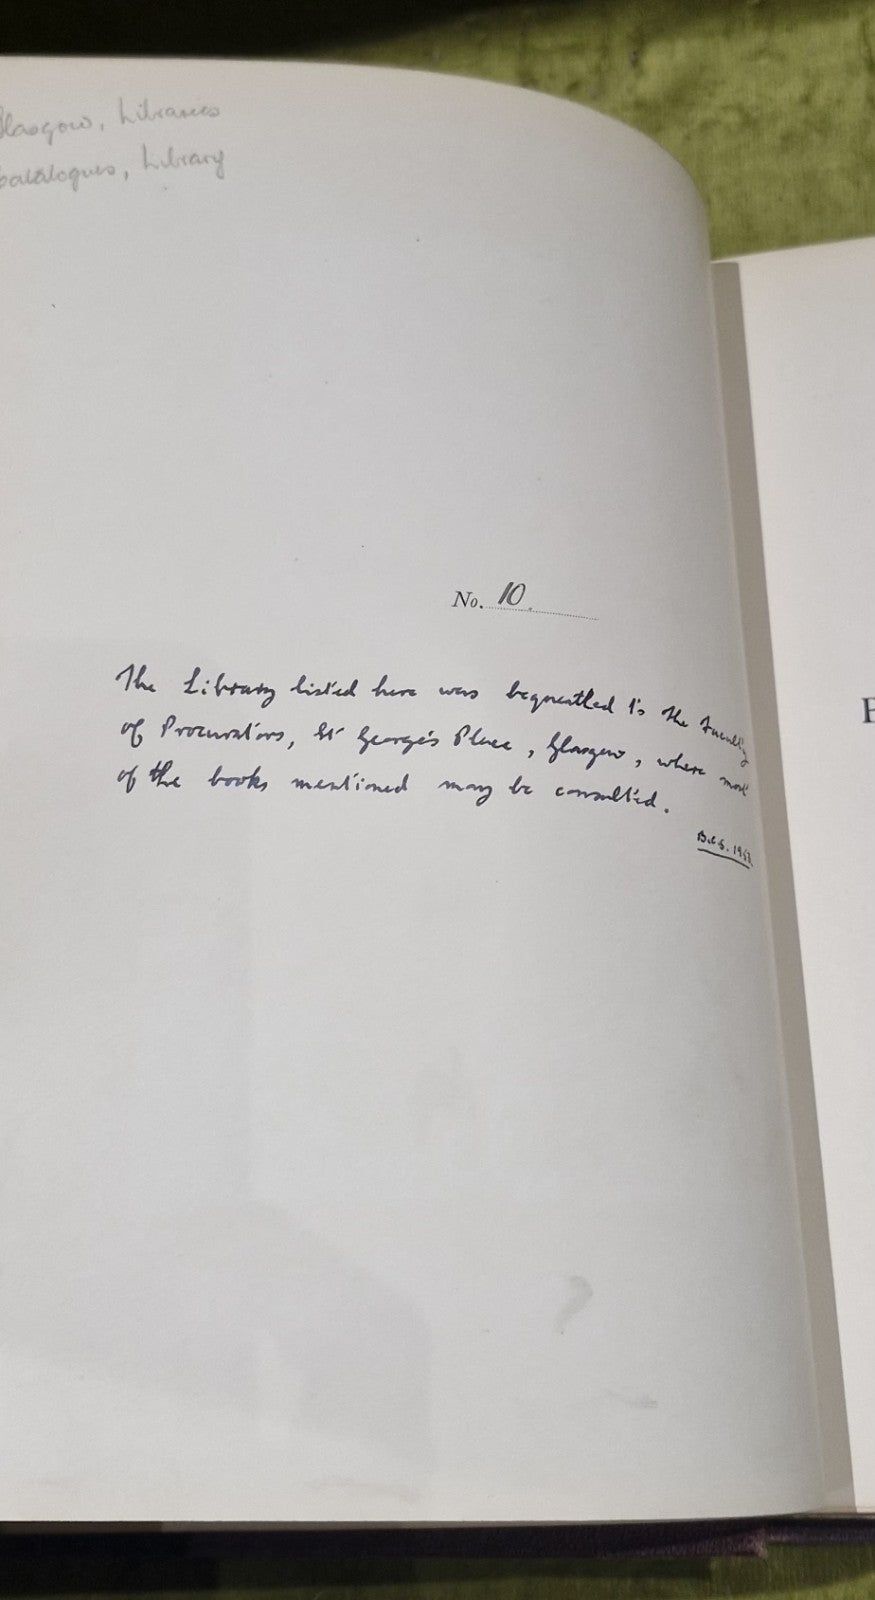 Glasgow, Libraries
Catalogues, Library
No. 10
The Library listed here was bequeathed to the Faculty
of Procurators, St George's Place, Glasgow, where most
of the books mentioned may be consulted.